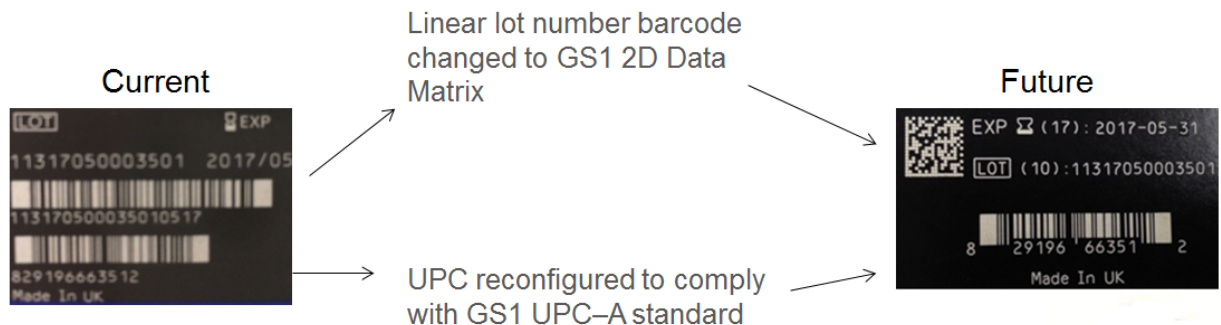 Linear lot number barcode
changed to GS1 2D Data
Matrix
Current
Future
LOT EXP
11317050003501 2017/05
113170500035010517
829196663512
Made In UK
EXP (17): 2017-05-31
LOT (10):11317050003501
8 29196 66351 2
Made In UK
UPC reconfigured to comply
with GS1 UPC–A standard